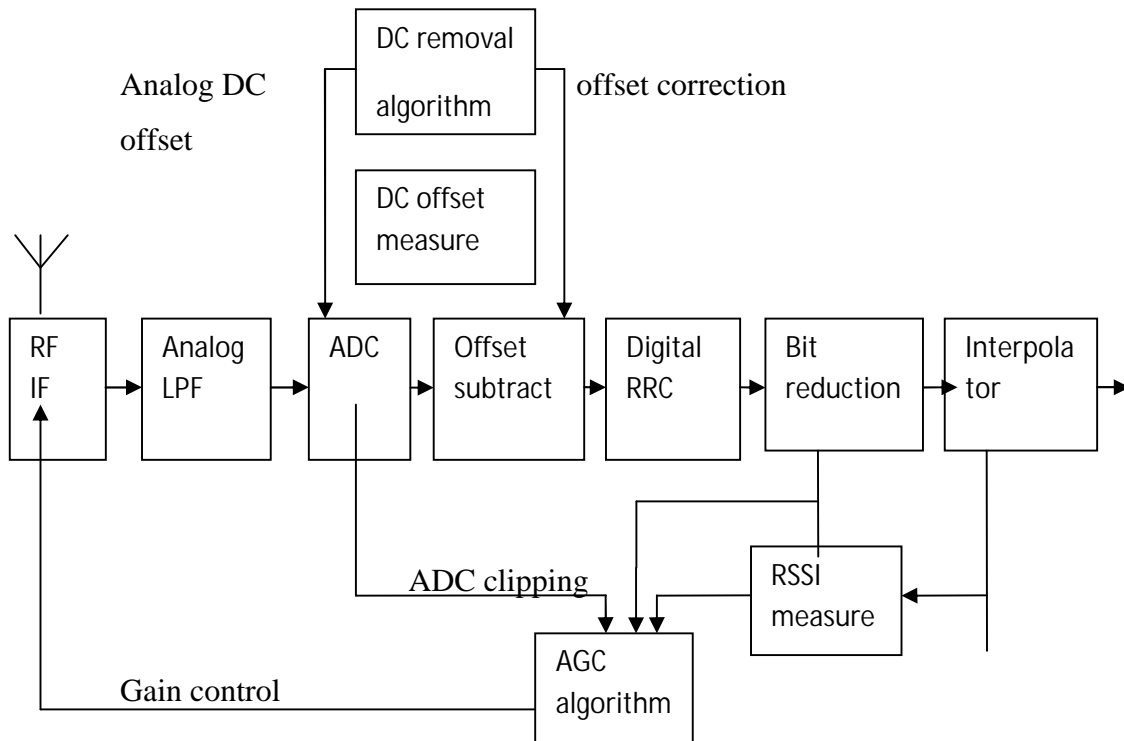 DC removal
algorithm
Analog DC
offset
offset correction
DC offset
measure
RF
IF
Analog
LPF
ADC
Offset
subtract
Digital
RRC
Bit
reduction
Interpola
tor
ADC clipping
RSSI
measure
Gain control
AGC
algorithm